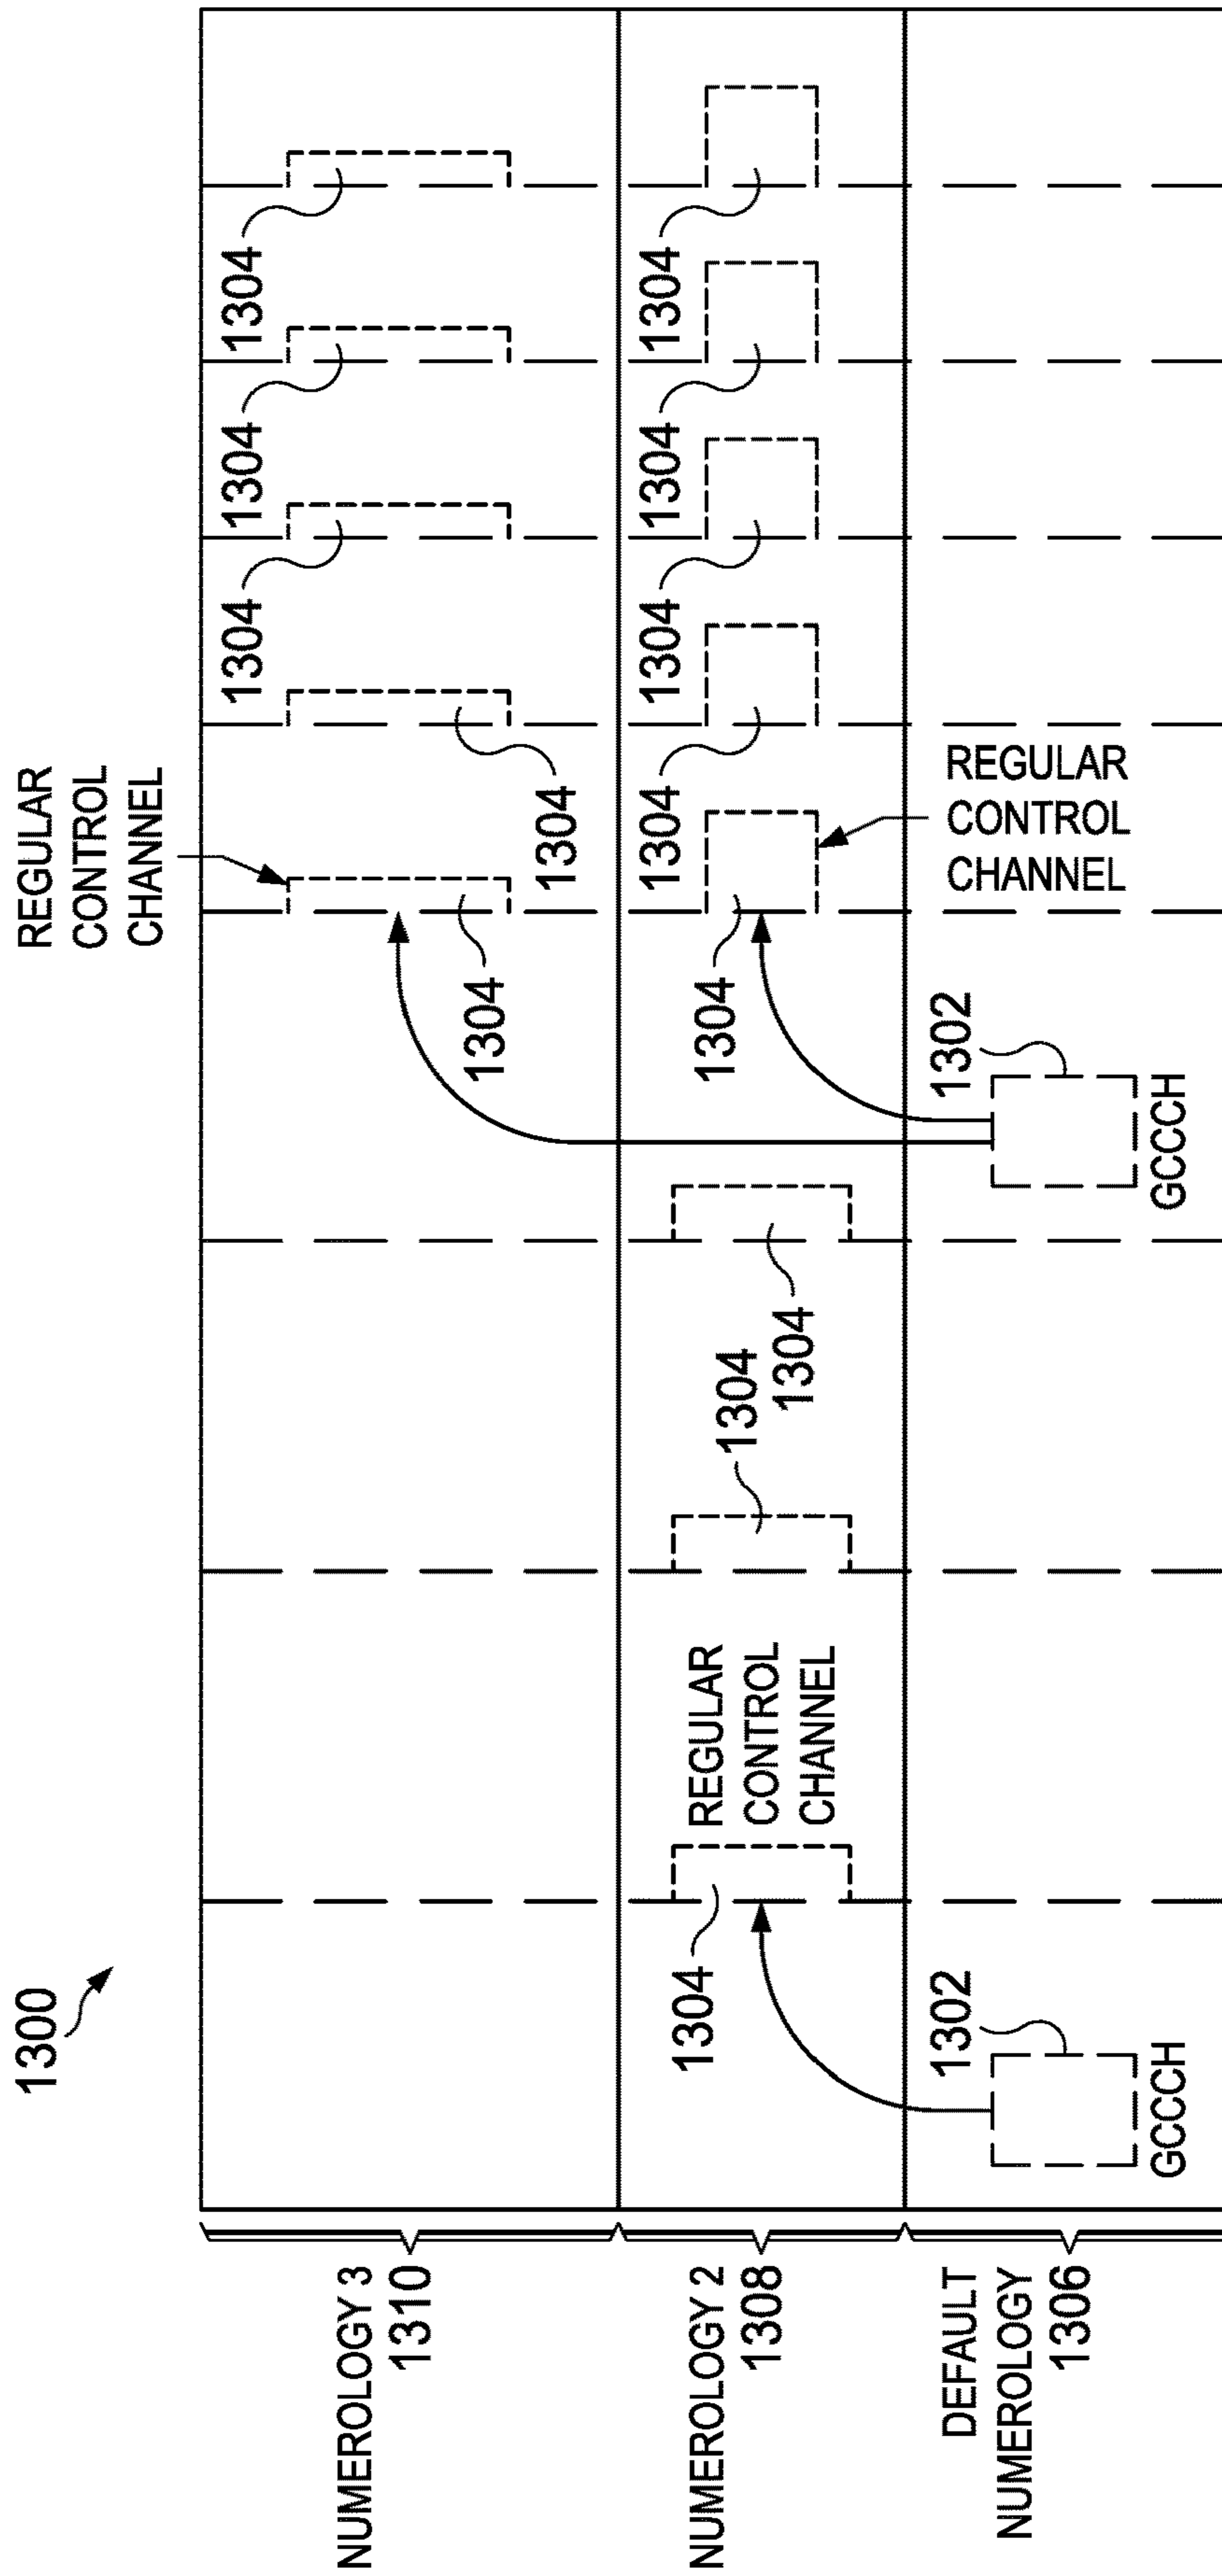 1300
REGULAR
CONTROL
CHANNEL
NUMEROLOGY 3
1310
1304
1304
1304
1304
1304
NUMEROLOGY 2
1308
1304
REGULAR
CONTROL
CHANNEL
1304
1304
1304
1304
1304
1304
1304
DEFAULT
NUMEROLOGY
1306
1302
GCCCH
1302
GCCCH
REGULAR
CONTROL
CHANNEL